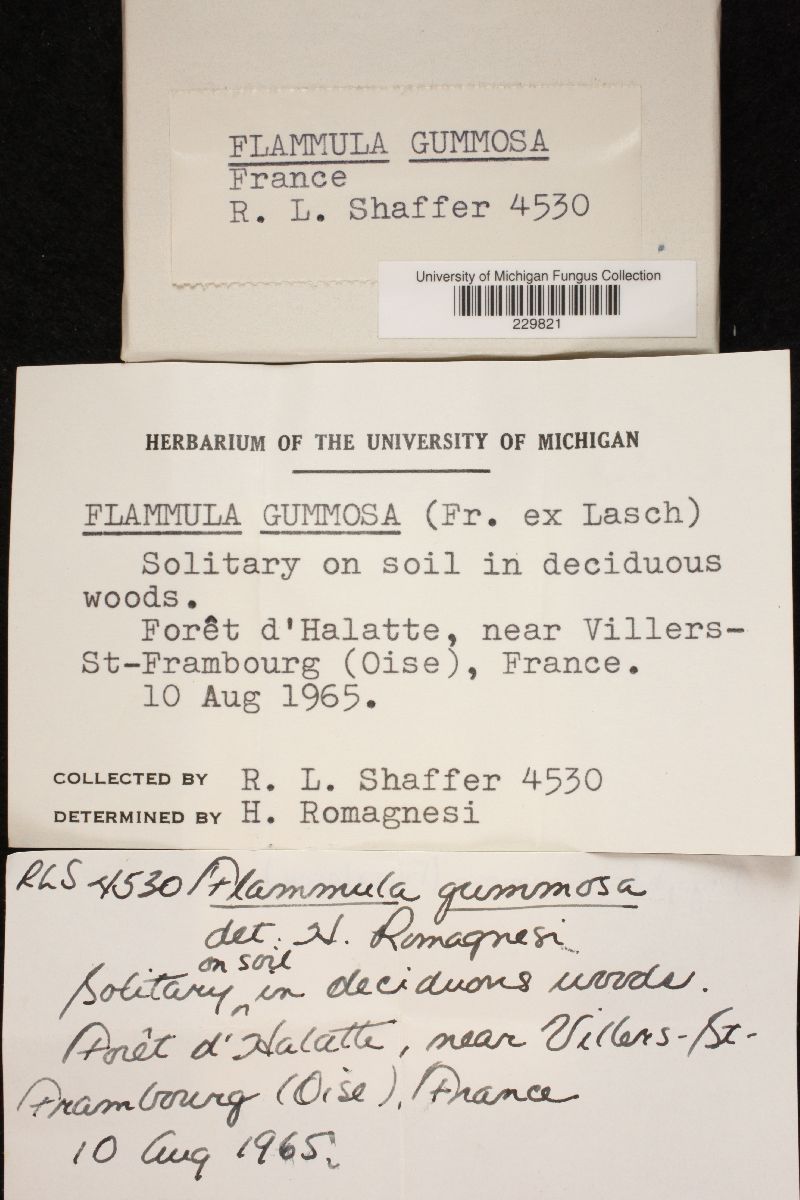 FLAMMULA GUMMOSA
France
R. L. Shaffer 4530
University of Michigan Fungus Collection
229821
HERBARIUM OF THE UNIVERSITY OF MICHIGAN
FLAMMULA GUMMOSA (Fr. ex Lasch)
Solitary on soil in deciduous
woods.
Forêt d'Halatte, near Villers-
St-Frambourg (Oise), France.
10 Aug 1965.
COLLECTED BY R. L. Shaffer 4530
DETERMINED BY H. Romagnesi
RLS 4530 Flammula gummosa
det. H. Romagnesi
on soil
Solitary ^ in deciduous woods.
Forêt d'Halatte, near Villers-St-
Frambourg (Oise), France
10 Aug 1965.